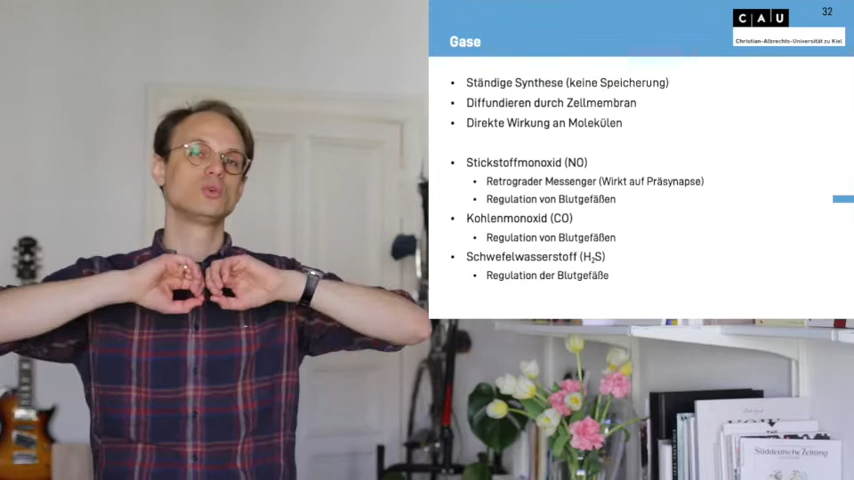 32
C A U
Christian-Albrechts-Universität zu Kiel
Gase
• Ständige Synthese (keine Speicherung)
• Diffundieren durch Zellmembran
• Direkte Wirkung an Molekülen
• Stickstoffmonoxid (NO)
• Retrograder Messenger (Wirkt auf Präsynapse)
• Regulation von Blutgefäßen
• Kohlenmonoxid (CO)
• Regulation von Blutgefäßen
• Schwefelwasserstoff (H₂S)
• Regulation der Blutgefäße
Süddeutsche Zeitung